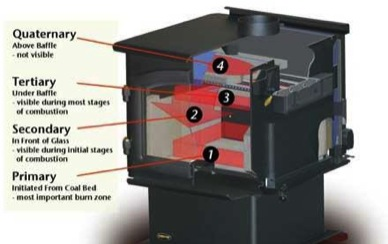 Quaternary
Above Baffle
- not visible
4
Tertiary
Under Baffle
- visible during most stages
of combustion
3
Secondary
In Front of Glass
- visible during initial stages
of combustion
2
Primary
Initiated From Coal Bed
- most important burn zone
1